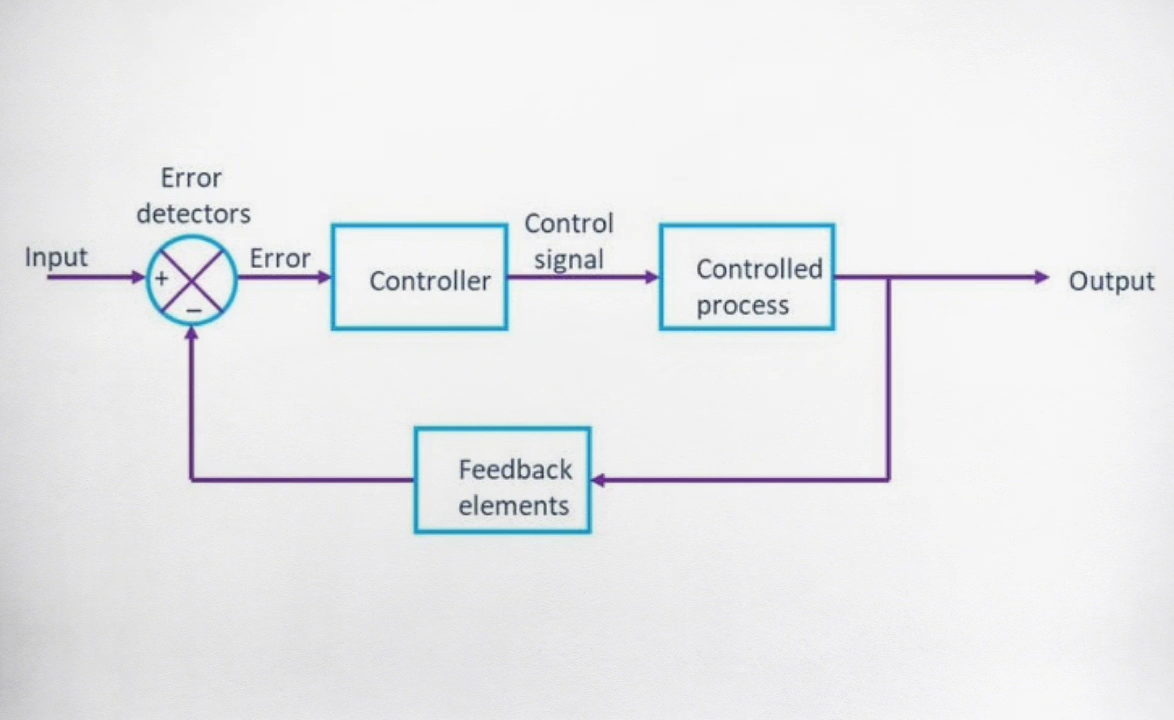 Error
detectors
Input
+
−
Error
Controller
Control
signal
Controlled
process
Output
Feedback
elements